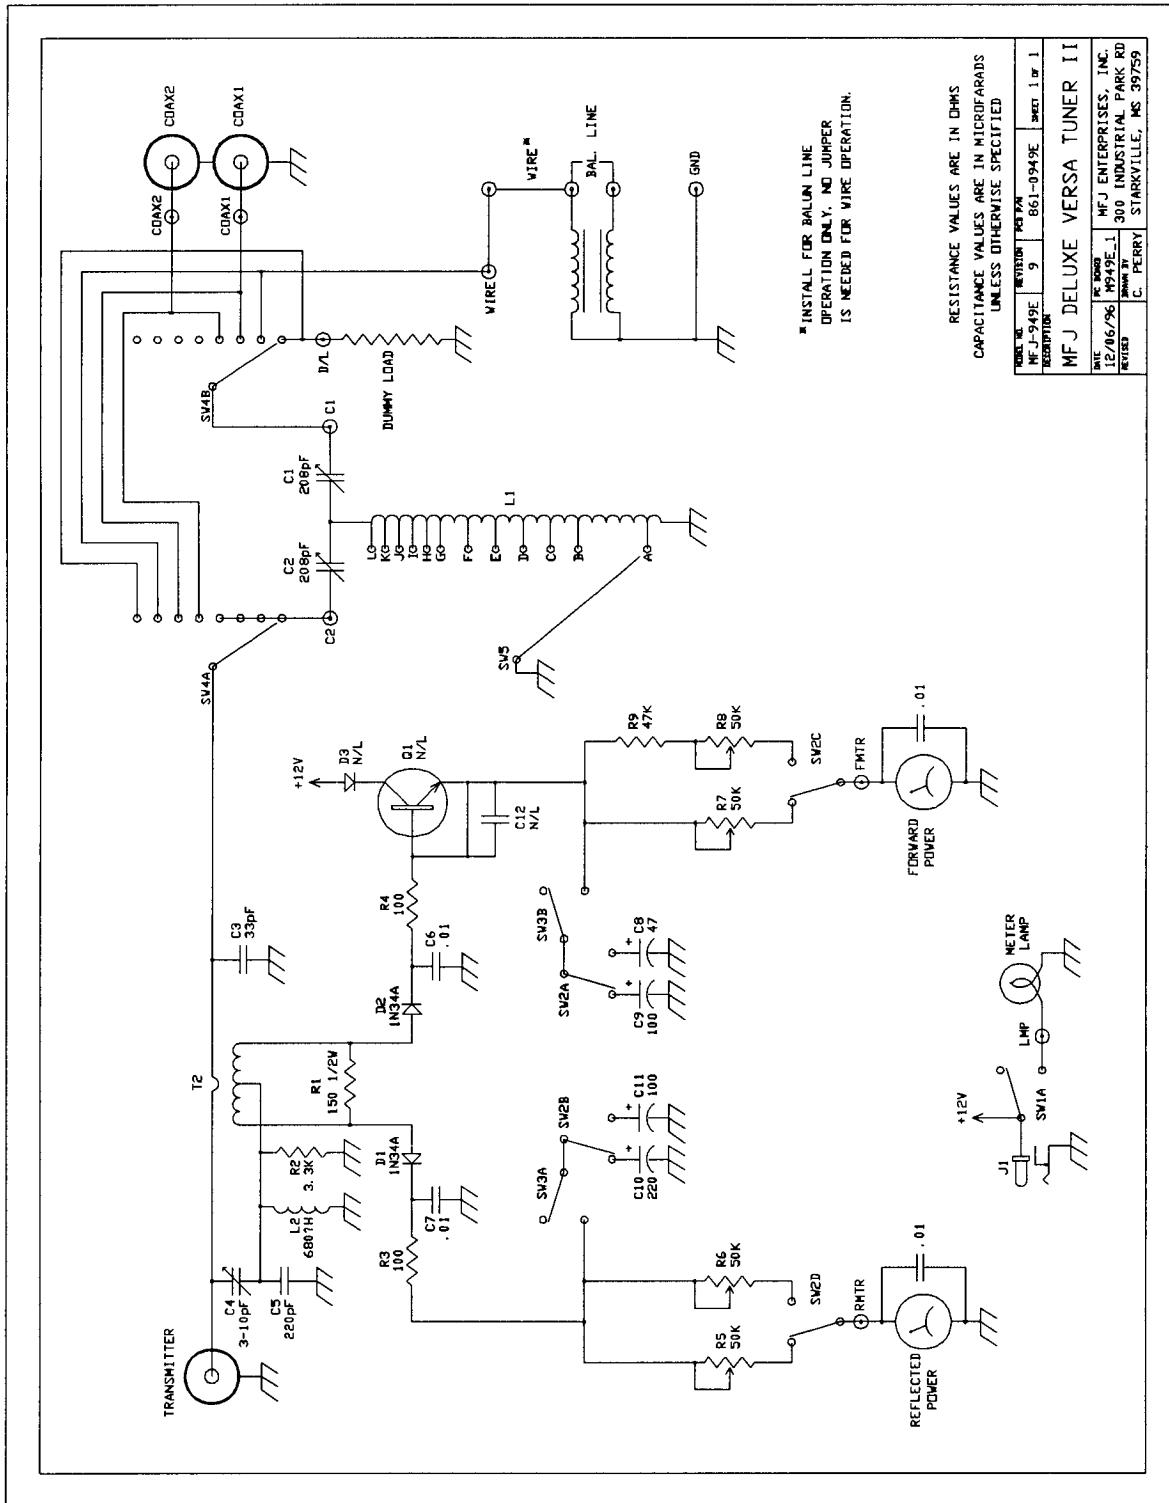 TRANSMITTER
C4
3-10pF
C5
220pF
L2
680?H
R2
3.3K
T2
R1
150 1/2W
C3
33pF
D1
1N34A
D2
1N34A
C7
.01
R3
100
C6
.01
R4
100
+12V
D3
N/L
Q1
N/L
C12
N/L
SW4A
C2
C2
208pF
C1
208pF
C1
SW4B
COAX2
COAX2
COAX1
COAX1
D/L
DUMMY LOAD
WIRE
WIRE*
BAL. LINE
GND
L
K
J
I
H
G
F
E
D
C
B
A
L1
SW5
SW3A
SW2B
+
C10
220
+
C11
100
SW2A
SW3B
+
C9
100
+
C8
47
R5
50K
R6
50K
SW2D
RMTR
REFLECTED
POWER
.01
R9
47K
R7
50K
R8
50K
SW2C
FMTR
FORWARD
POWER
.01
J1
+12V
SW1A
LMP
METER
LAMP
*INSTALL FOR BALUN LINE
OPERATION ONLY. NO JUMPER
IS NEEDED FOR WIRE OPERATION.
RESISTANCE VALUES ARE IN OHMS
CAPACITANCE VALUES ARE IN MICROFARADS
UNLESS OTHERWISE SPECIFIED
MODEL NO.
MFJ-949E
REVISION
9
PCB P/N
861-0949E
SHEET 1 OF 1
DESCRIPTION
MFJ DELUXE VERSA TUNER II
DATE
12/06/96
PC BOARD
M949E_1
REVISED
DRAWN BY
C. PERRY
MFJ ENTERPRISES, INC.
300 INDUSTRIAL PARK RD
STARKVILLE, MS 39759